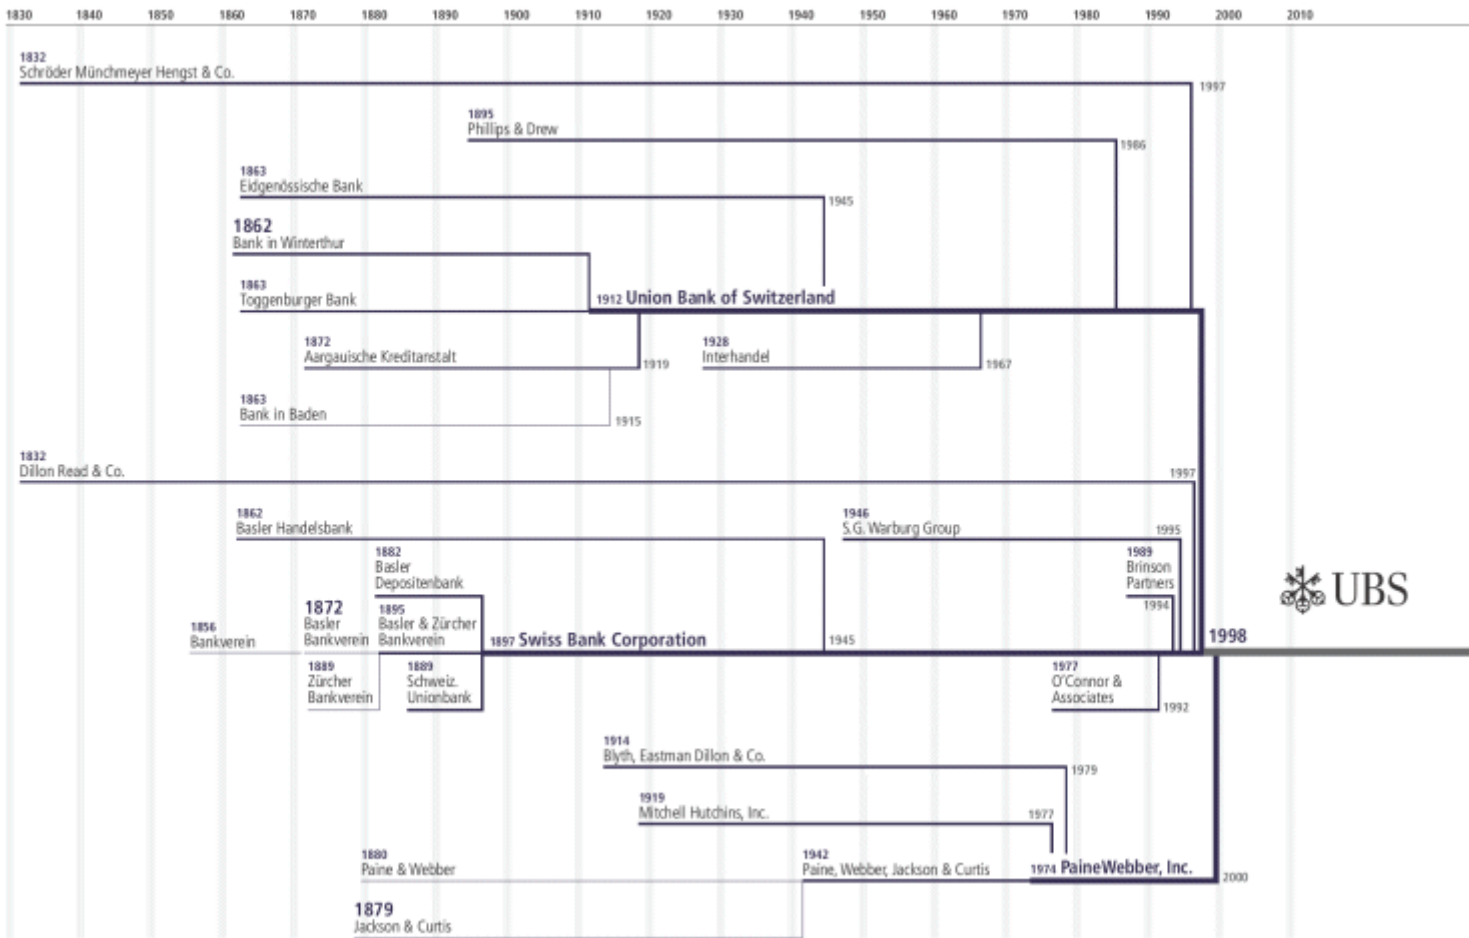 1830 1840 1850 1860 1870 1880 1890 1900 1910 1920 1930 1940 1950 1960 1970 1980 1990 2000 2010
1832
Schröder Münchmeyer Hengst & Co.
1997
1895
Phillips & Drew
1986
1863
Eidgenössische Bank
1945
1862
Bank in Winterthur
1863
Toggenburger Bank
1912 Union Bank of Switzerland
1872
Aargauische Kreditanstalt
1919
1928
Interhandel
1967
1863
Bank in Baden
1915
1832
Dillon Read & Co.
1997
1862
Basler Handelsbank
1946
S.G. Warburg Group
1995
1882
Basler
Depositenbank
1989
Brinson
Partners
1994
UBS
1856
Bankverein
1872
Basler
Bankverein
1895
Basler & Zürcher
Bankverein
1897 Swiss Bank Corporation
1945
1998
1889
Zürcher
Bankverein
1889
Schweiz.
Unionbank
1977
O'Connor &
Associates
1992
1914
Blyth, Eastman Dillon & Co.
1979
1919
Mitchell Hutchins, Inc.
1977
1880
Paine & Webber
1942
Paine, Webber, Jackson & Curtis
1974 PaineWebber, Inc.
2000
1879
Jackson & Curtis